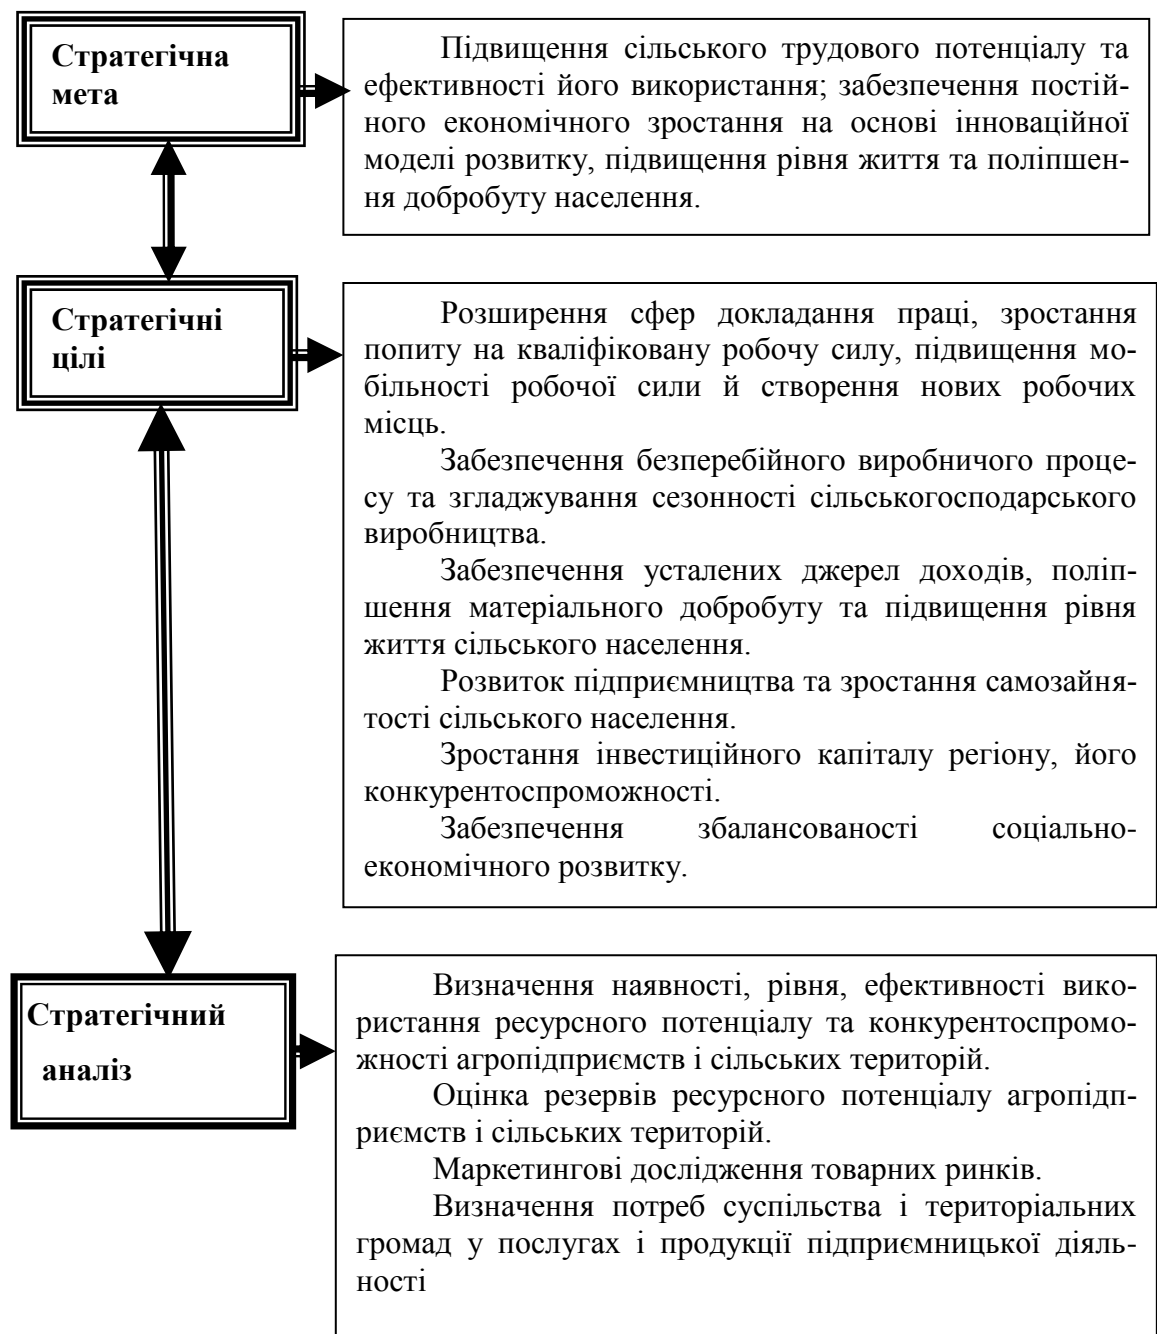 Стратегічна
мета
Підвищення сільського трудового потенціалу та
ефективності його використання; забезпечення постій-
ного економічного зростання на основі інноваційної
моделі розвитку, підвищення рівня життя та поліпшен-
ня добробуту населення.
Стратегічні
цілі
Розширення сфер докладання праці, зростання
попиту на кваліфіковану робочу силу, підвищення мо-
більності робочої сили й створення нових робочих
місць.
Забезпечення безперебійного виробничого проце-
су та згладжування сезонності сільськогосподарського
виробництва.
Забезпечення усталених джерел доходів, поліп-
шення матеріального добробуту та підвищення рівня
життя сільського населення.
Розвиток підприємництва та зростання самозайня-
тості сільського населення.
Зростання інвестиційного капіталу регіону, його
конкурентоспроможності.
Забезпечення збалансованості соціально-
економічного розвитку.
Стратегічний
аналіз
Визначення наявності, рівня, ефективності вико-
ристання ресурсного потенціалу та конкурентоспромо-
жності агропідприємств і сільських територій.
Оцінка резервів ресурсного потенціалу агропідп-
риємств і сільських територій.
Маркетингові дослідження товарних ринків.
Визначення потреб суспільства і територіальних
громад у послугах і продукції підприємницької діяль-
ності